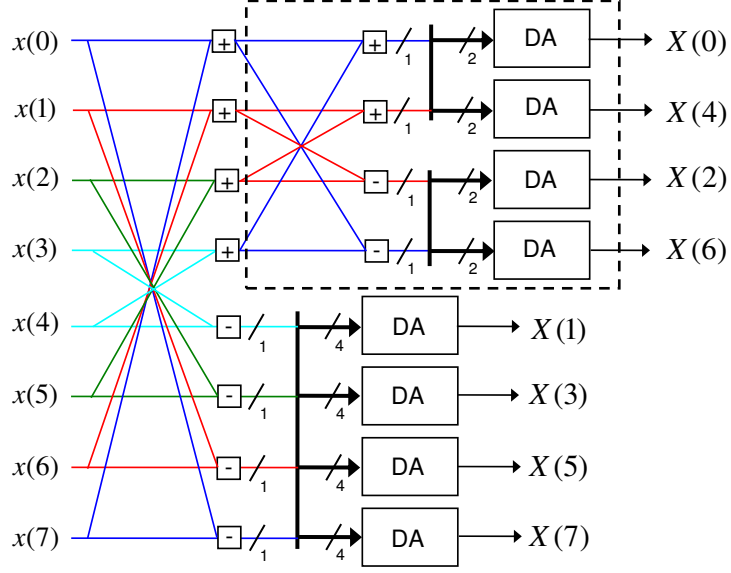 x(0) + + 1 2 DA X(0)
x(1) + + 1 2 DA X(4)
x(2) + - 1 2 DA X(2)
x(3) + - 1 2 DA X(6)
x(4) - 1 4 DA X(1)
x(5) - 1 4 DA X(3)
x(6) - 1 4 DA X(5)
x(7) - 1 4 DA X(7)